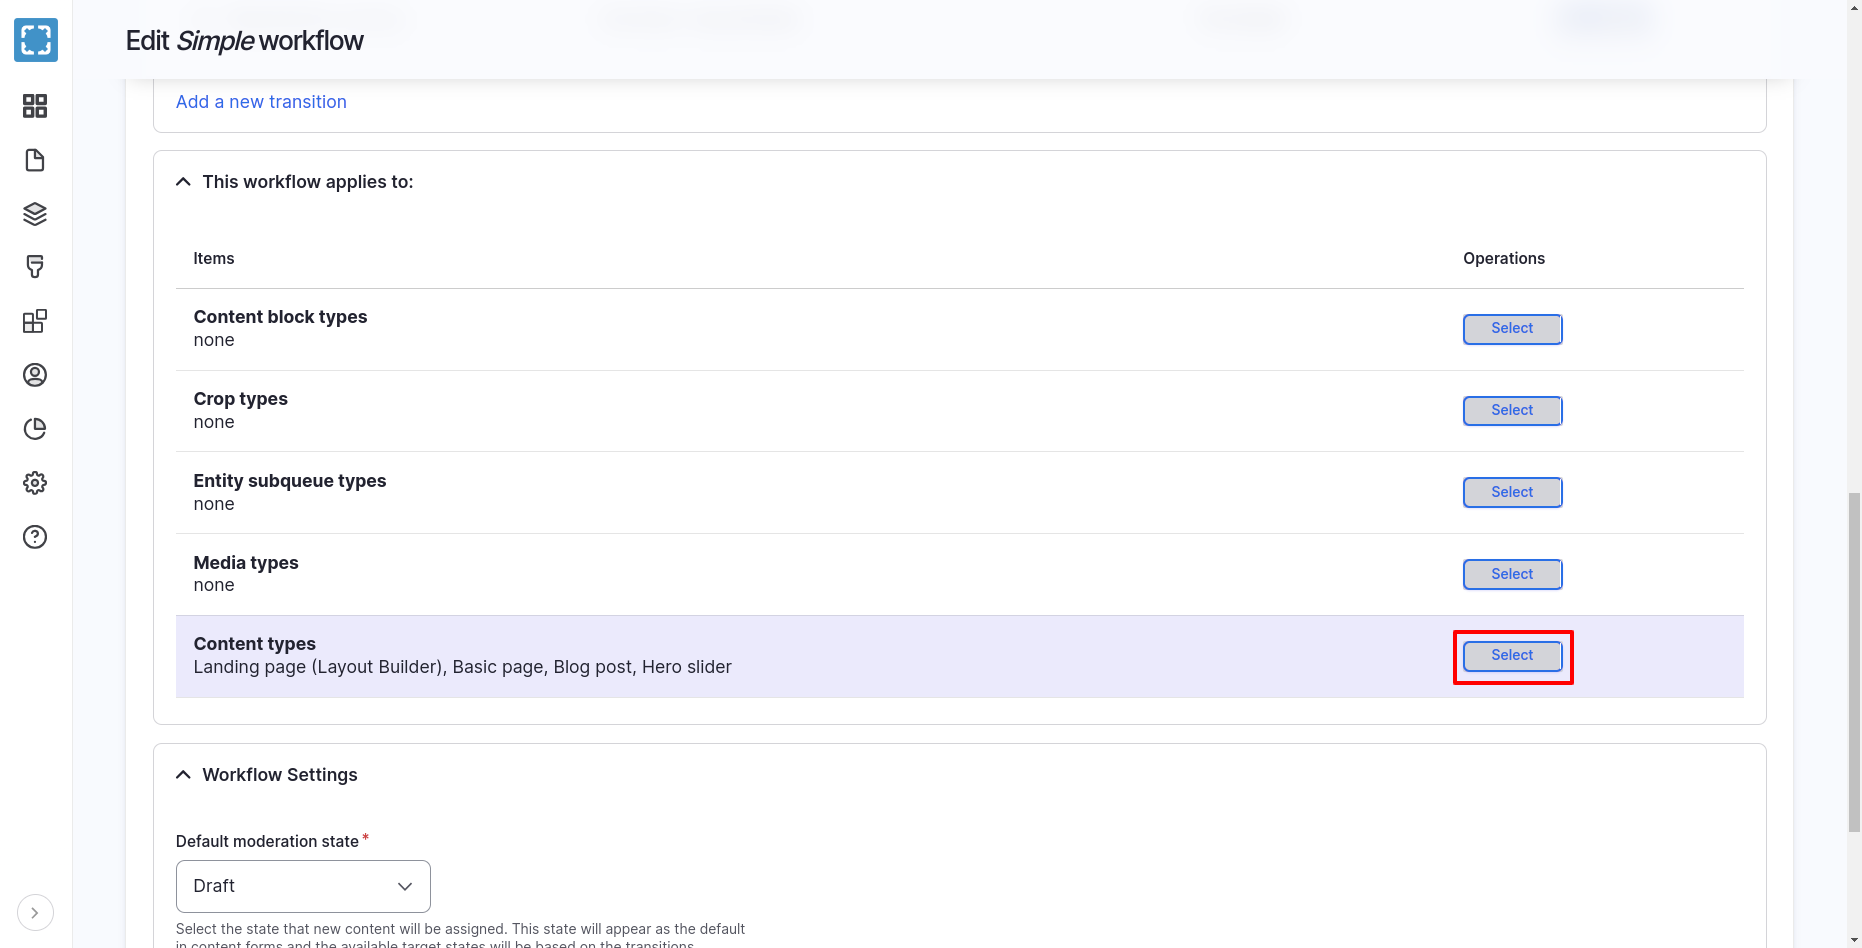 Edit Simple workflow
Add a new transition
This workflow applies to:
Items Operations
Content block types
none
Select
Crop types
none
Select
Entity subqueue types
none
Select
Media types
none
Select
Content types
Landing page (Layout Builder), Basic page, Blog post, Hero slider
Select
Workflow Settings
Default moderation state*
Draft
Select the state that new content will be assigned. This state will appear as the default
in content forms and the available target states will be based on the transitions